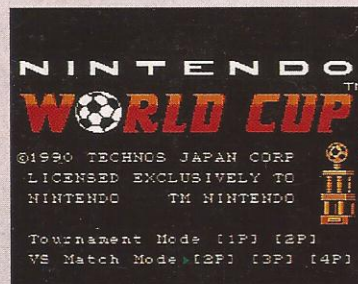 NINTENDO
TM
WORLD CUP
©1990 TECHNOS JAPAN CORP
LICENSED EXCLUSIVELY TO
NINTENDO TM NINTENDO
Tournament Mode [1P] [2P]
VS Match Mode▶[2P] [3P] [4P]